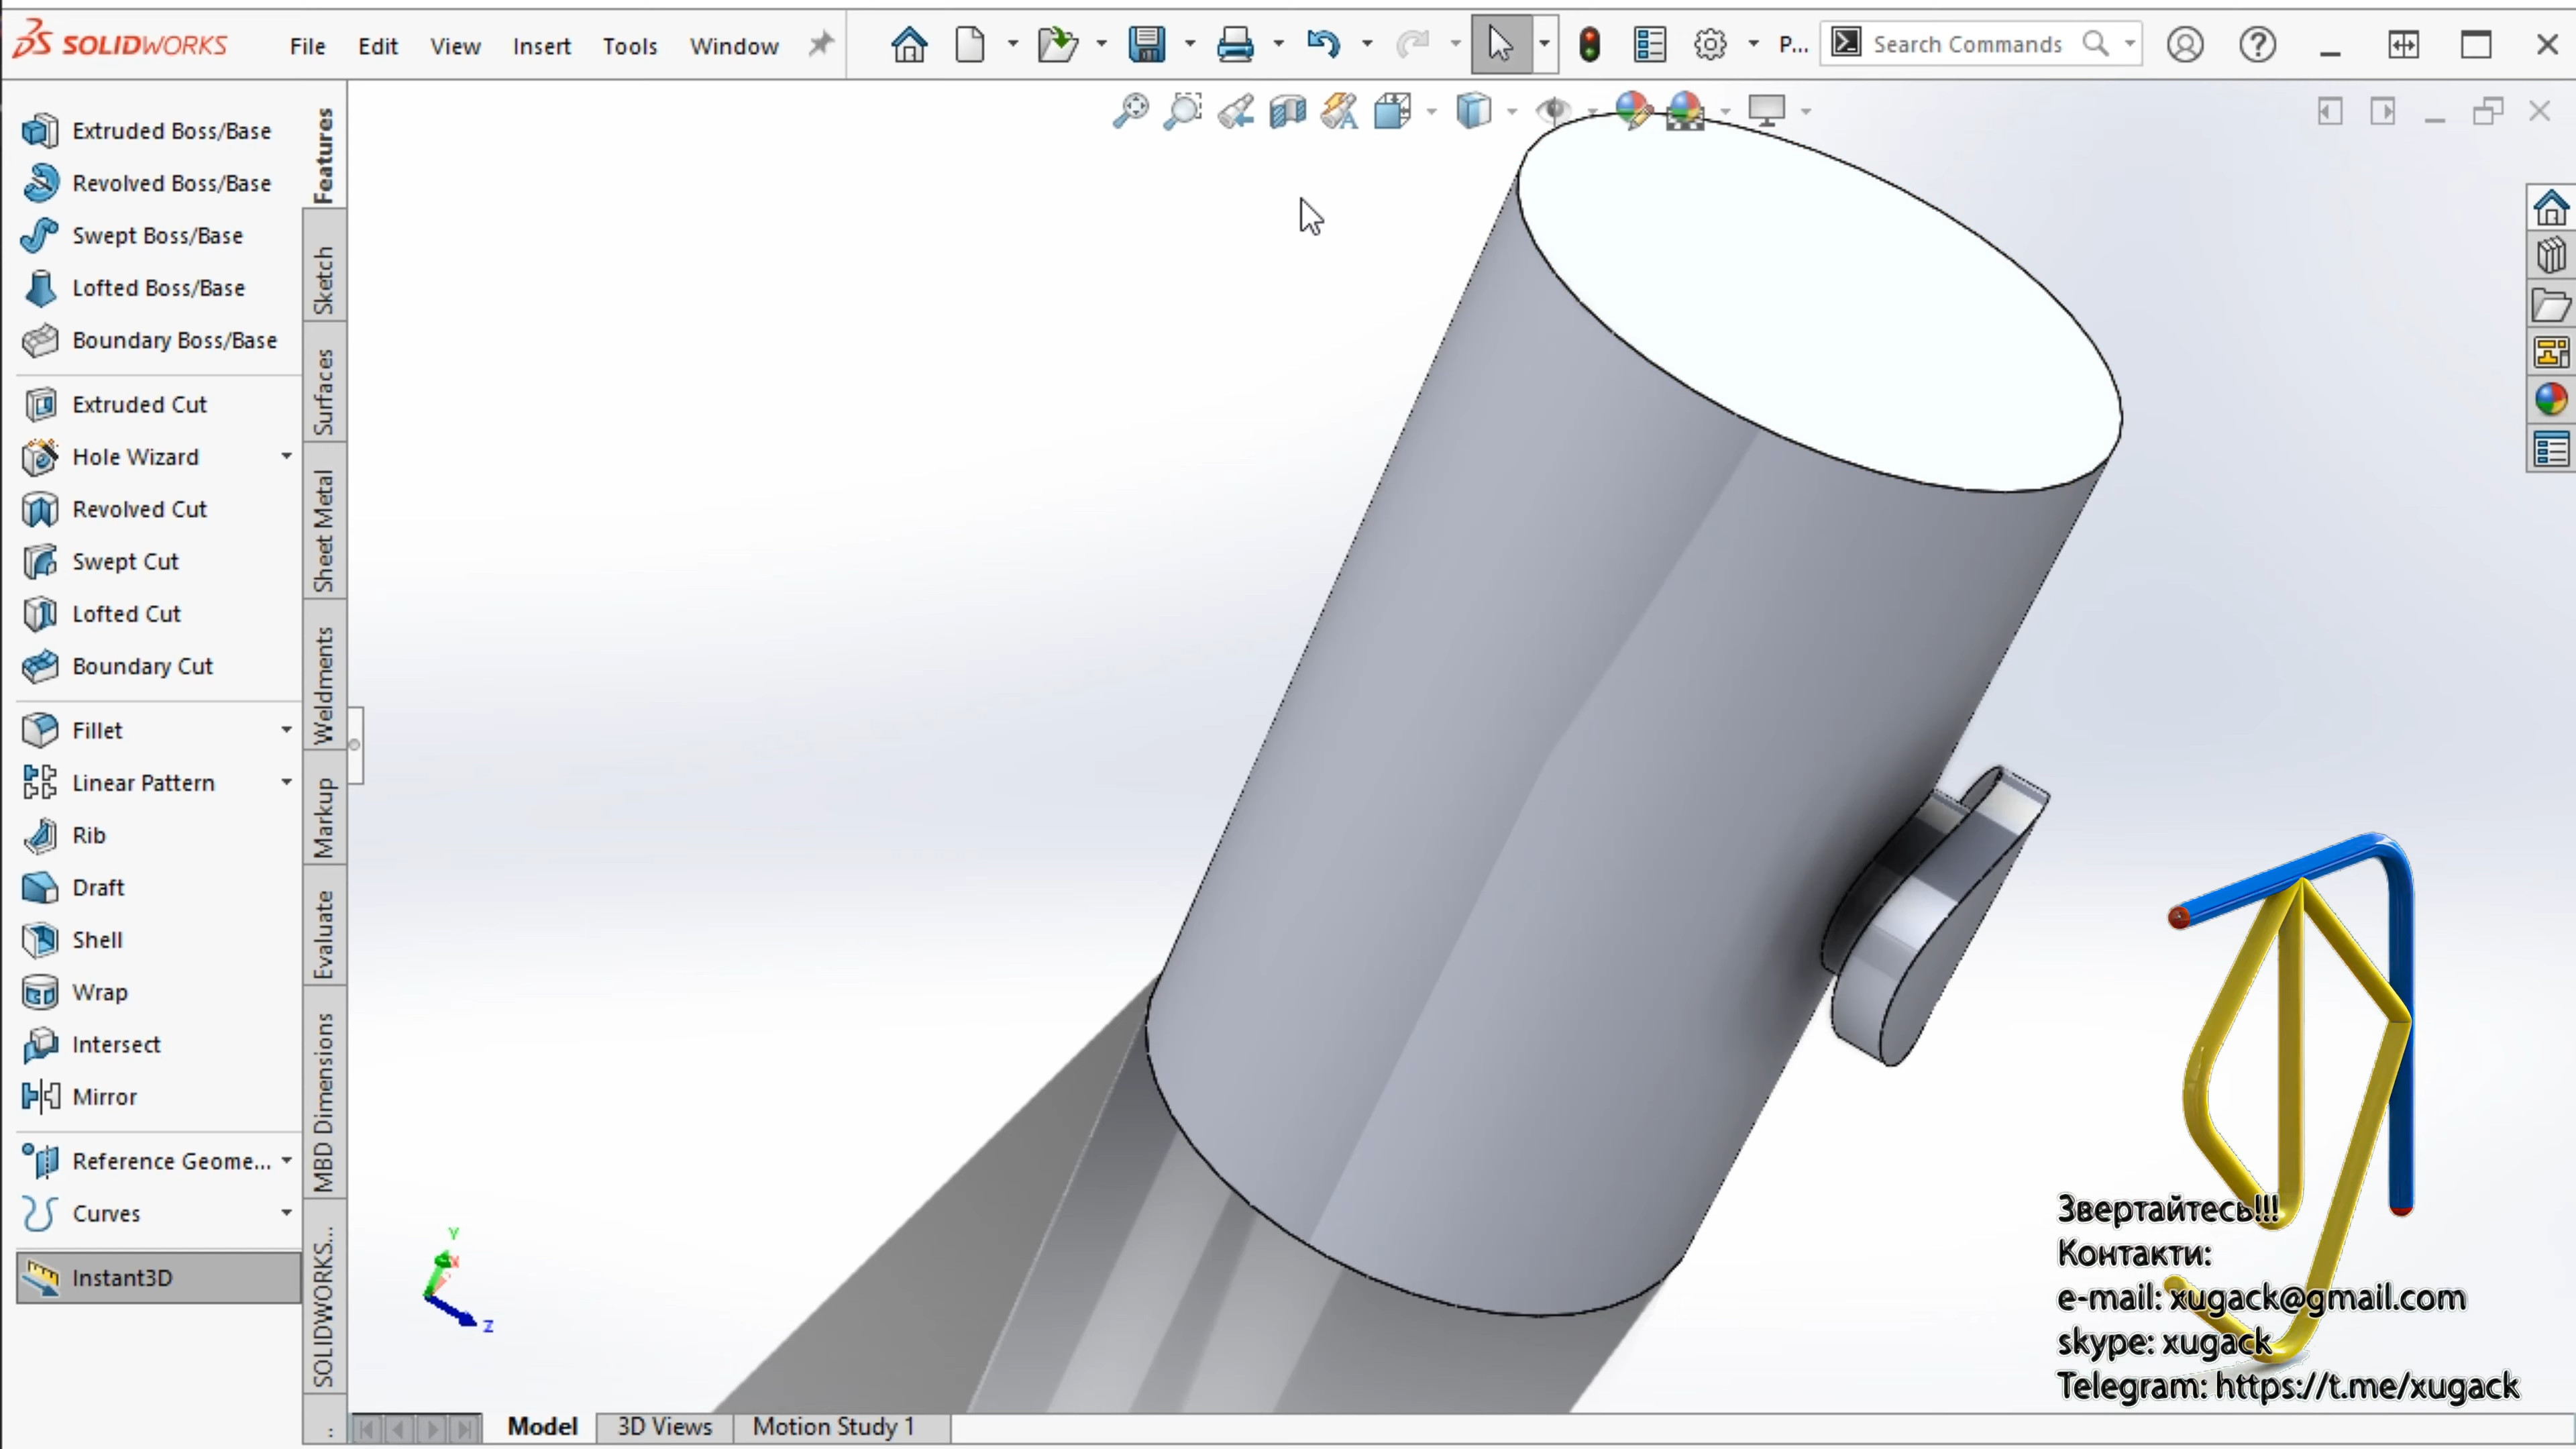 SOLIDWORKS
File Edit View Insert Tools Window
P...
Search Commands
Extruded Boss/Base
Revolved Boss/Base
Swept Boss/Base
Lofted Boss/Base
Boundary Boss/Base
Extruded Cut
Hole Wizard
Revolved Cut
Swept Cut
Lofted Cut
Boundary Cut
Fillet
Linear Pattern
Rib
Draft
Shell
Wrap
Intersect
Mirror
Reference Geome...
Curves
Instant3D
Features
Sketch
Surfaces
Sheet Metal
Weldments
Markup
Evaluate
MBD Dimensions
SOLIDWORKS...
Y
X
Z
Звертайтесь!!!
Контакти:
e-mail: xugack@gmail.com
skype: xugack
Telegram: https://t.me/xugack
Model 3D Views Motion Study 1